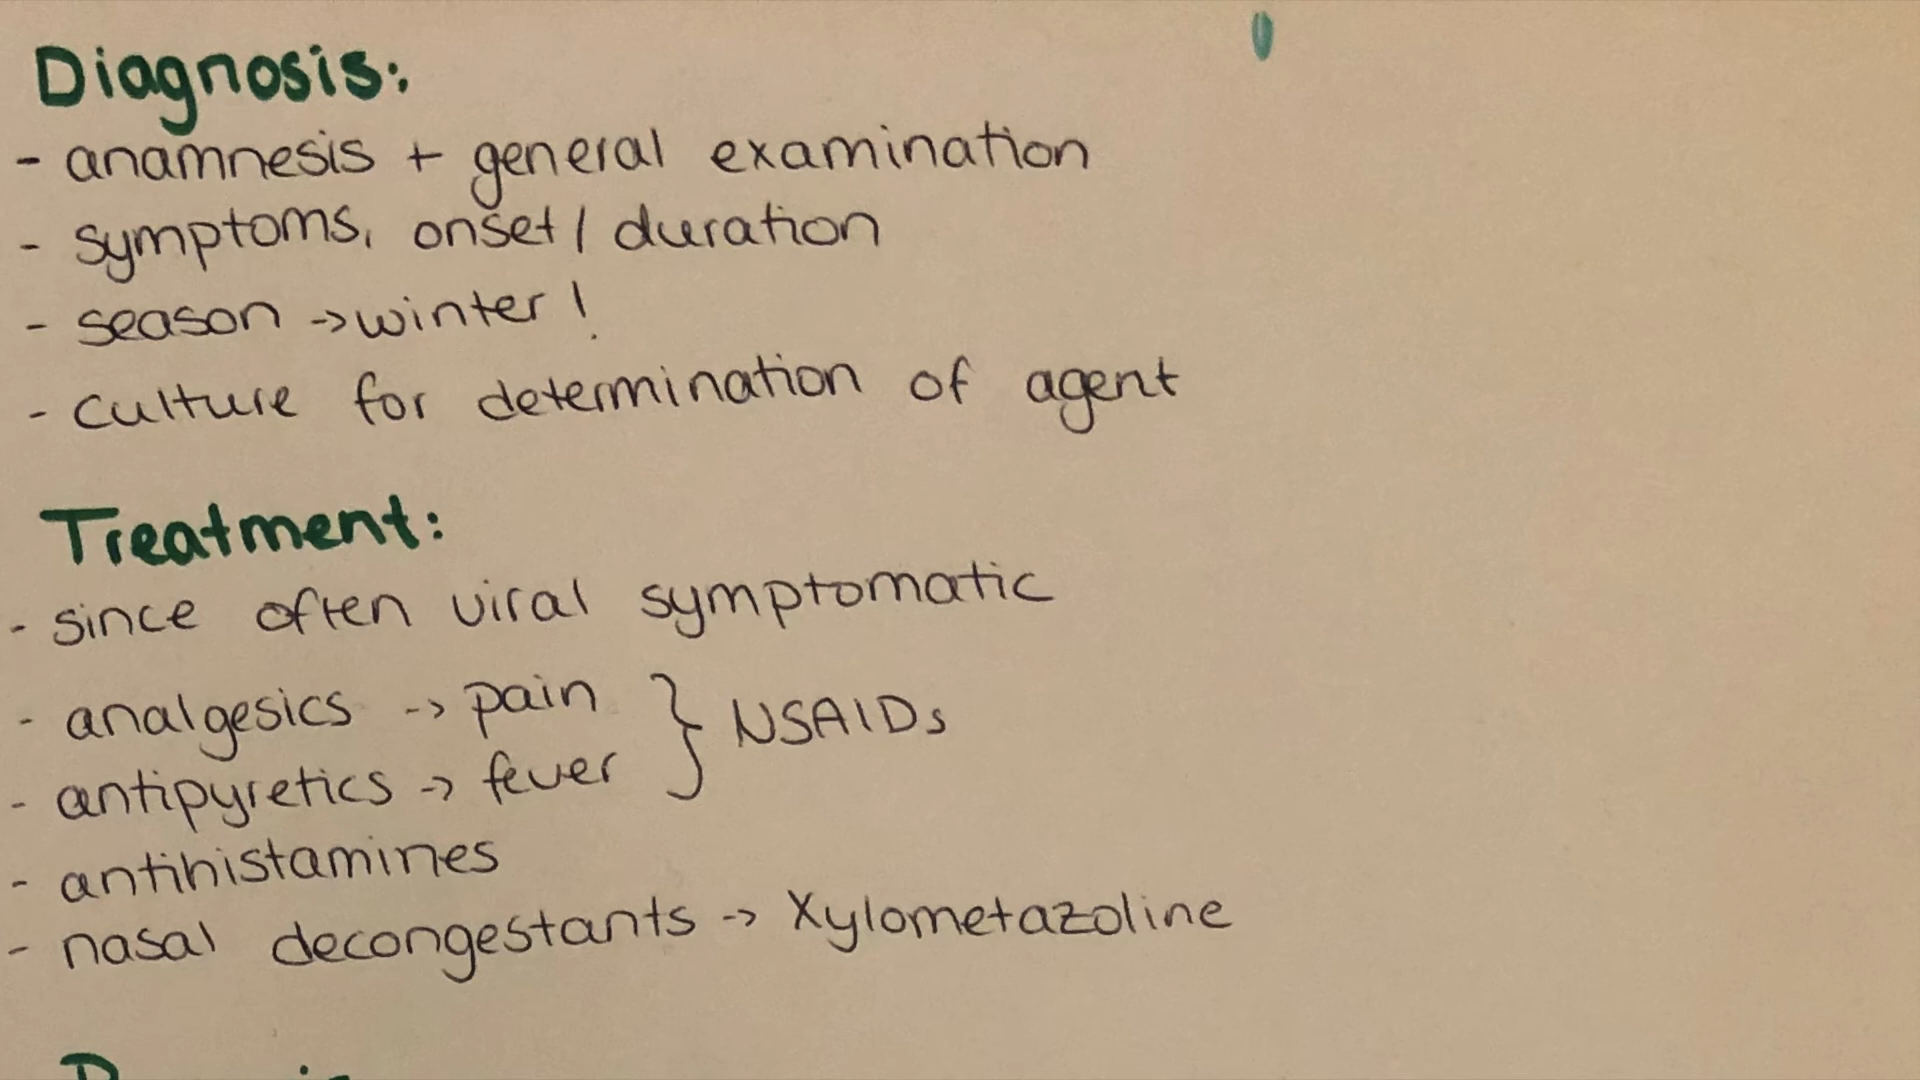 Diagnosis:
- anamnesis + general examination
- symptoms, onset / duration
- season -> winter !
- culture for determination of agent
Treatment:
- since often viral symptomatic
- analgesics -> pain } NSAIDs
- antipyretics -> fever
- antihistamines
- nasal decongestants -> Xylometazoline